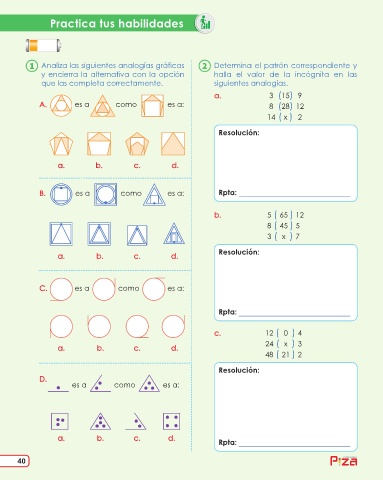 Practica tus habilidades
1 Analiza las siguientes analogías gráficas
y encierra la alternativa con la opción
que las completa correctamente.
A. es a como es a:
a. b. c. d.
B. es a como es a:
a. b. c. d.
C. es a como es a:
a. b. c. d.
D. es a como es a:
a. b. c. d.
2 Determina el patrón correspondiente y
halla el valor de la incógnita en las
siguientes analogías.
a. 3 (15) 9
8 (28) 12
14 ( x ) 2
Resolución:
Rpta:
b. 5 ( 65 ) 12
8 ( 45 ) 5
3 ( x ) 7
Resolución:
Rpta:
c. 12 ( 0 ) 4
24 ( x ) 3
48 ( 21 ) 2
Resolución:
Rpta:
40
Piza